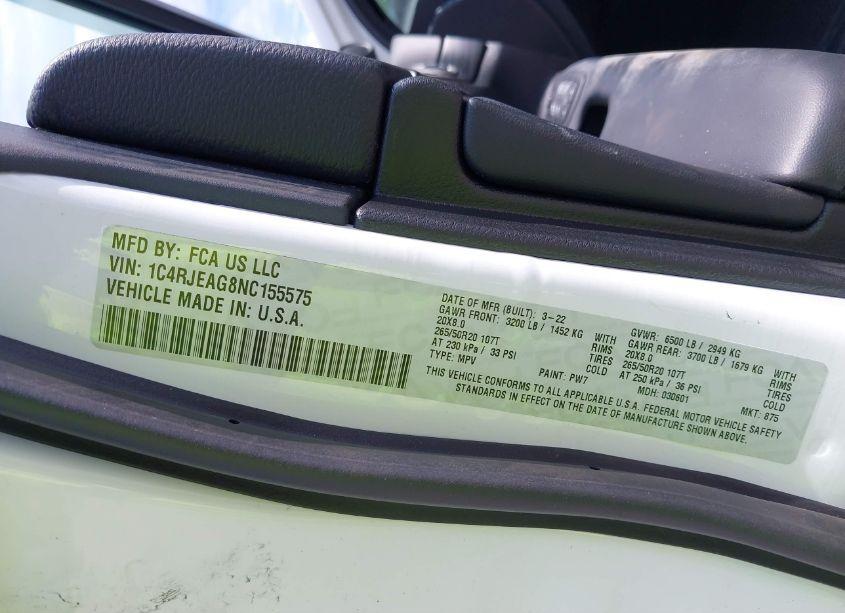 MFD BY: FCA US LLC
VIN: 1C4RJEAG8NC155575
VEHICLE MADE IN: U.S.A.
DATE OF MFR (BUILT): 3-22
GAWR FRONT: 3200 LB / 1452 KG WITH
20X8.0 RIMS
265/50R20 107T TIRES
AT 230 kPa / 33 PSI COLD
TYPE: MPV PAINT: PW7
GVWR: 6500 LB / 2949 KG
GAWR REAR: 3700 LB / 1679 KG WITH
20X8.0 RIMS
265/50R20 107T TIRES
AT 250 kPa / 36 PSI COLD
MDH: 030601 MKT: 875
THIS VEHICLE CONFORMS TO ALL APPLICABLE U.S.A. FEDERAL MOTOR VEHICLE SAFETY
STANDARDS IN EFFECT ON THE DATE OF MANUFACTURE SHOWN ABOVE.